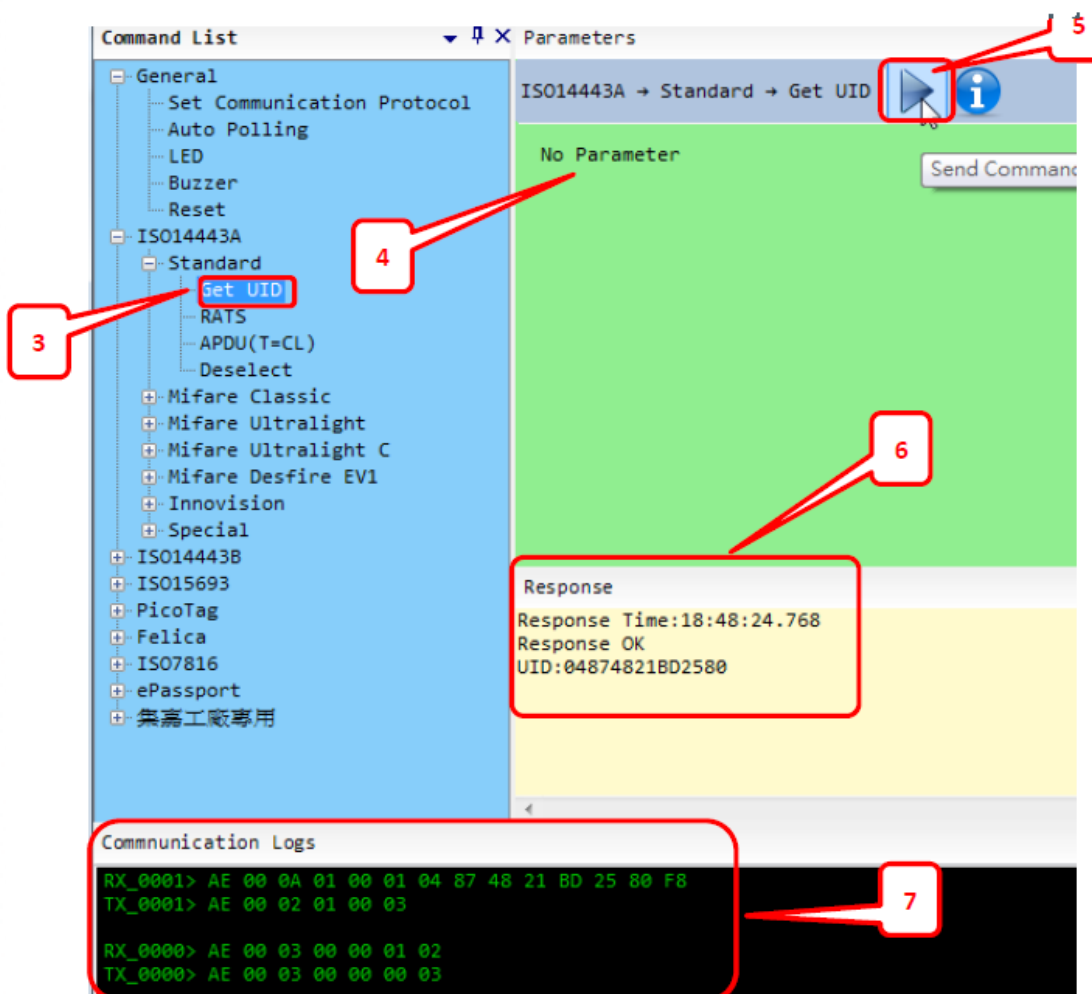 Command List
General
Set Communication Protocol
Auto Polling
LED
Buzzer
Reset
ISO14443A
Standard
Get UID
RATS
APDU(T=CL)
Deselect
Mifare Classic
Mifare Ultralight
Mifare Ultralight C
Mifare Desfire EV1
Innovision
Special
ISO14443B
ISO15693
PicoTag
Felica
ISO7816
ePassport
集嘉工廠專用
3
4
Parameters
5
ISO14443A → Standard → Get UID
No Parameter
Send Command
6
Response
Response Time:18:48:24.768
Response OK
UID:04874821BD2580
Commnunication Logs
RX_0001> AE 00 0A 01 00 01 04 87 48 21 BD 25 80 F8
TX_0001> AE 00 02 01 00 03
RX_0000> AE 00 03 00 00 01 02
TX_0000> AE 00 03 00 00 00 03
7